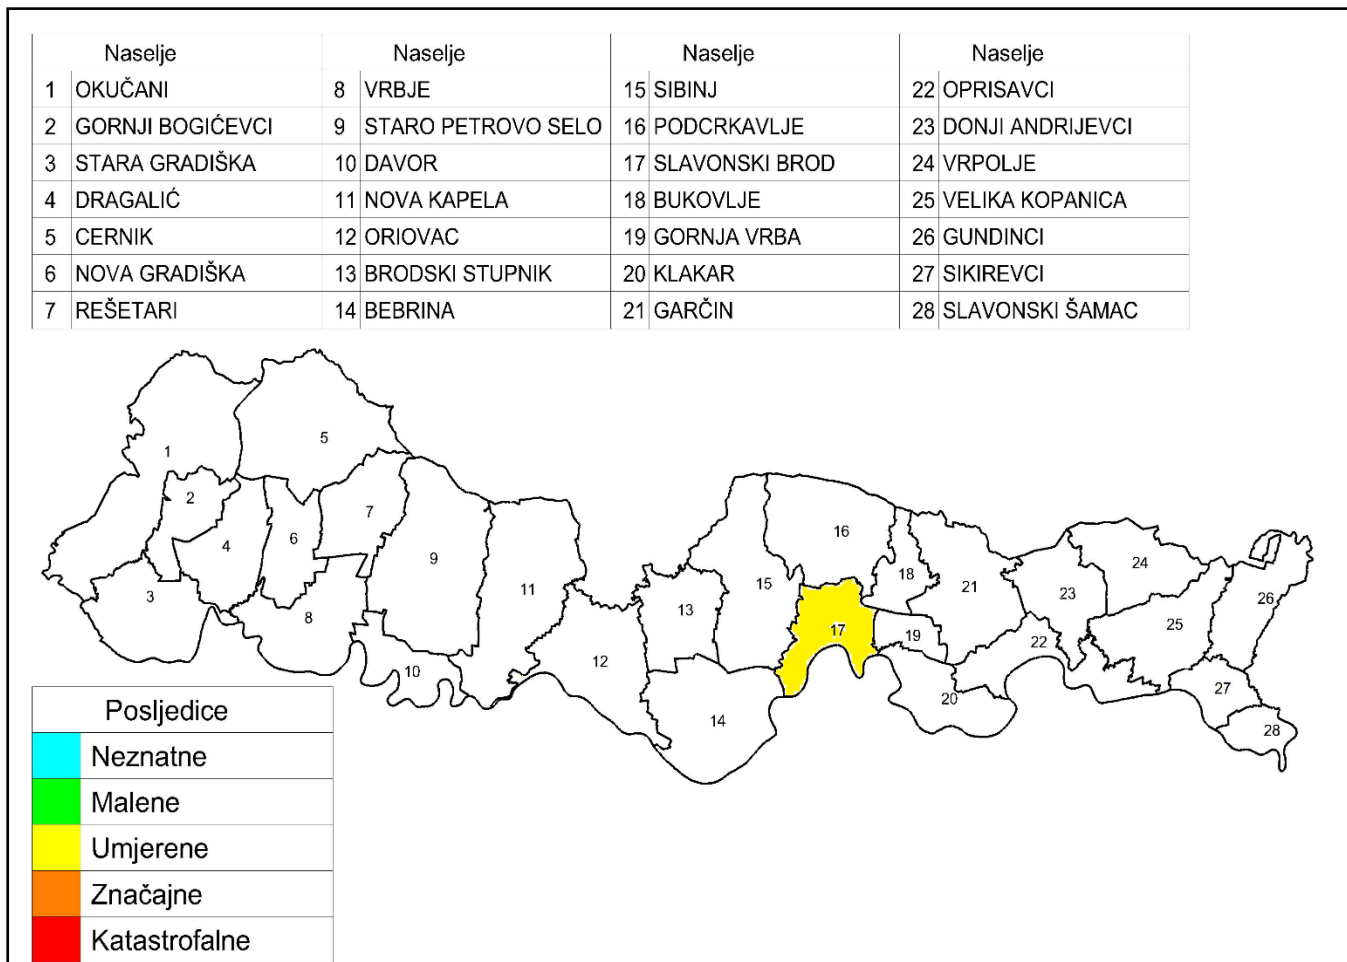 Naselje Naselje Naselje Naselje
1 OKUČANI 8 VRBJE 15 SIBINJ 22 OPRISAVCI
2 GORNJI BOGIĆEVCI 9 STARO PETROVO SELO 16 PODCRKAVLJE 23 DONJI ANDRIJEVCI
3 STARA GRADIŠKA 10 DAVOR 17 SLAVONSKI BROD 24 VRPOLJE
4 DRAGALIĆ 11 NOVA KAPELA 18 BUKOVLJE 25 VELIKA KOPANICA
5 CERNIK 12 ORIOVAC 19 GORNJA VRBA 26 GUNDINCI
6 NOVA GRADIŠKA 13 BRODSKI STUPNIK 20 KLAKAR 27 SIKIREVCI
7 REŠETARI 14 BEBRINA 21 GARČIN 28 SLAVONSKI ŠAMAC
1
2
3
4
5
6
7
8
9
10
11
12
13
14
15
16
17
18
19
20
21
22
23
24
25
26
27
28
Posljedice
Neznatne
Malene
Umjerene
Značajne
Katastrofalne